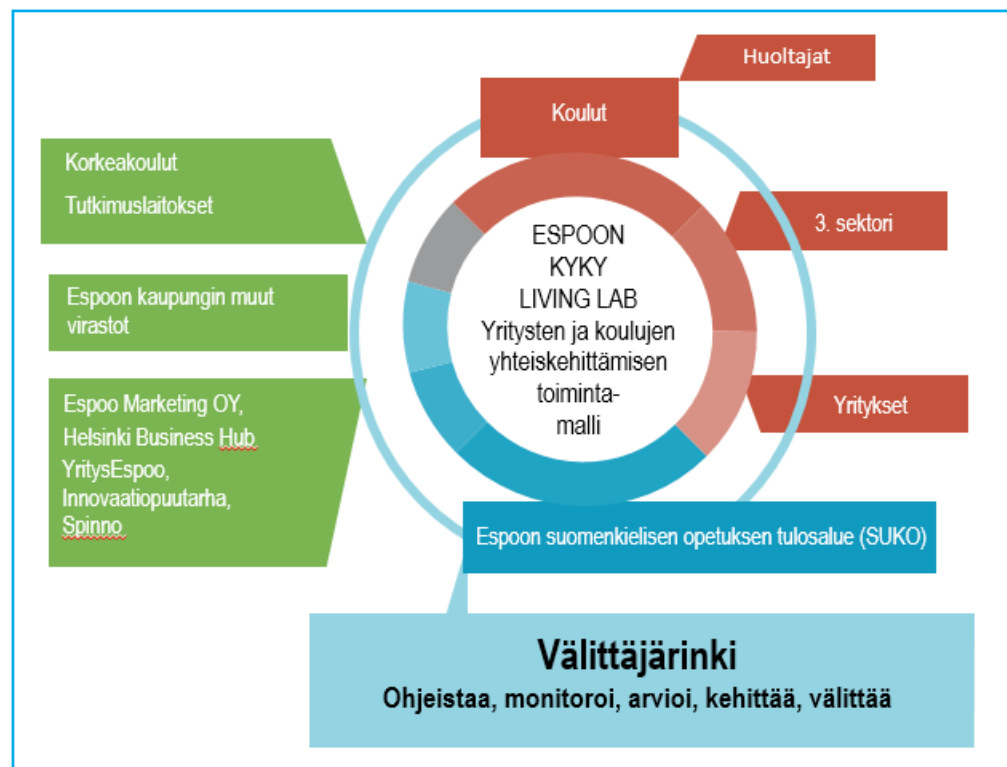 Huoltajat
Koulut
Korkeakoulut
Tutkimuslaitokset
3. sektori
Espoon kaupungin muut
virastot
ESPOON
KYKY
LIVING LAB
Yritysten ja koulujen
yhteiskehittämisen
toiminta-
malli
Espoo Marketing OY,
Helsinki Business Hub
YritysEspoo,
Innovaatiopuutarha,
Spinno
Yritykset
Espoon suomenkielisen opetuksen tulosalue (SUKO)
Välittäjärinki
Ohjeistaa, monitoroi, arvioi, kehittää, välittää